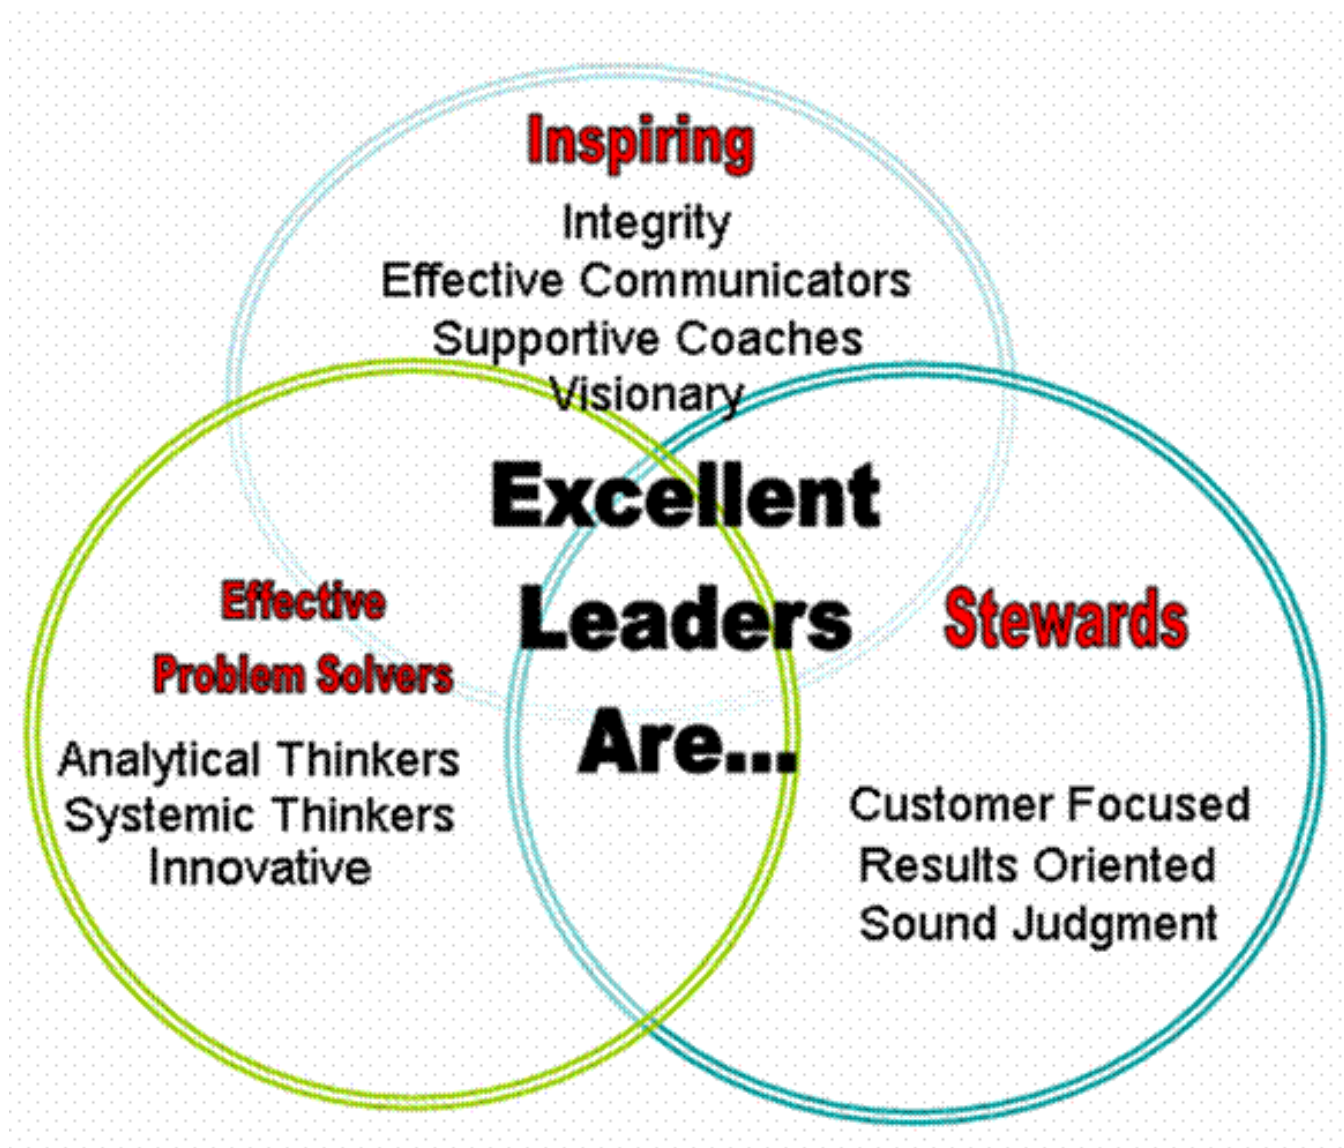 Inspiring
Integrity
Effective Communicators
Supportive Coaches
Visionary
Excellent
Leaders
Are...
Effective
Problem Solvers
Analytical Thinkers
Systemic Thinkers
Innovative
Stewards
Customer Focused
Results Oriented
Sound Judgment